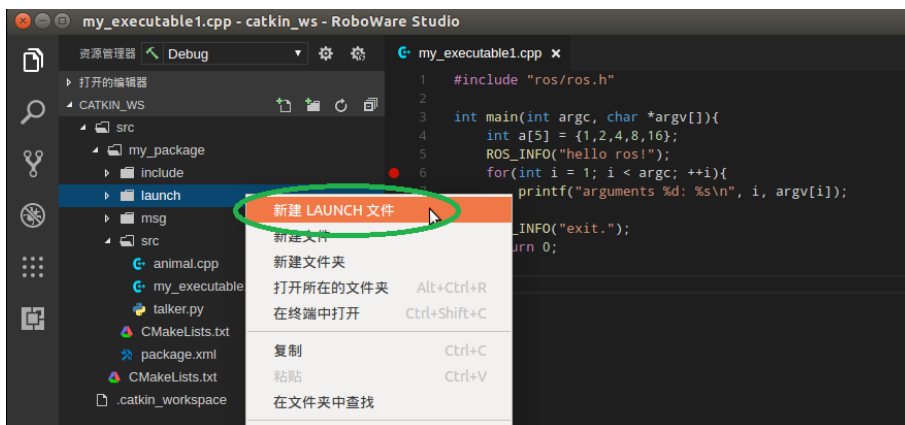 my_executable1.cpp - catkin_ws - RoboWare Studio
资源管理器 Debug
my_executable1.cpp ×
打开的编辑器
CATKIN_WS
src
my_package
include
launch
msg
src
animal.cpp
my_executable
talker.py
CMakeLists.txt
package.xml
CMakeLists.txt
.catkin_workspace
1 #include "ros/ros.h"
2
3 int main(int argc, char *argv[]){
4 int a[5] = {1,2,4,8,16};
5 ROS_INFO("hello ros!");
6 for(int i = 1; i < argc; ++i){
printf("arguments %d: %s\n", i, argv[i]);
_INFO("exit.");
urn 0;
新建 LAUNCH 文件
新建文件
新建文件夹
打开所在的文件夹 Alt+Ctrl+R
在终端中打开 Ctrl+Shift+C
复制 Ctrl+C
粘贴 Ctrl+V
在文件夹中查找